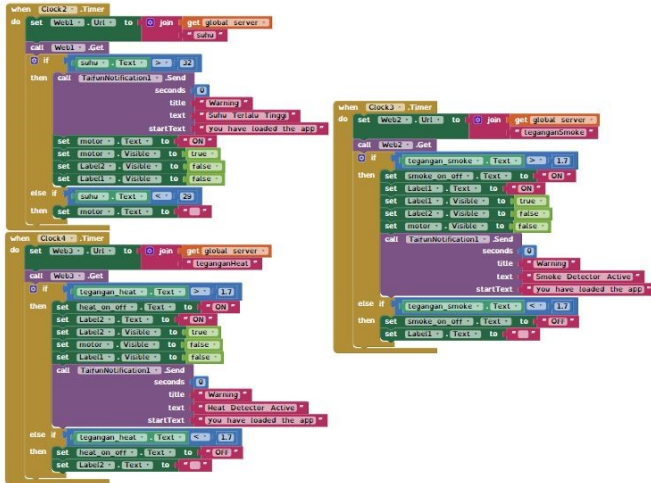 when Clock2 .Timer
do set Web1 . Url to join get global server
" suhu "
call Web1 .Get
if suhu . Text > 32
then call TaifunNotification1 .Send
seconds 0
title " Warning "
text " Suhu Terlalu Tinggi "
startText " you have loaded the app "
set motor . Text to " ON "
set motor . Visible to true
set Label2 . Visible to false
set Label1 . Visible to false
else if suhu . Text < 29
then set motor . Text to " "
when Clock4 .Timer
do set Web3 . Url to join get global server
" teganganHeat "
call Web3 .Get
if tegangan_heat . Text > 1.7
then set heat_on_off . Text to " ON "
set Label2 . Text to " ON "
set Label2 . Visible to true
set motor . Visible to false
set Label1 . Visible to false
call TaifunNotification1 .Send
seconds 0
title " Warning "
text " Heat Detector Active "
startText " you have loaded the app "
else if tegangan_heat . Text < 1.7
then set heat_on_off . Text to " OFF "
set Label2 . Text to " "
when Clock3 .Timer
do set Web2 . Url to join get global server
" teganganSmoke "
call Web2 .Get
if tegangan_smoke . Text > 1.7
then set smoke_on_off . Text to " ON "
set Label1 . Text to " ON "
set Label1 . Visible to true
set Label2 . Visible to false
set motor . Visible to false
call TaifunNotification1 .Send
seconds 0
title " Warning "
text " Smoke Detector Active "
startText " you have loaded the app "
else if tegangan_smoke . Text < 1.7
then set smoke_on_off . Text to " OFF "
set Label1 . Text to " "